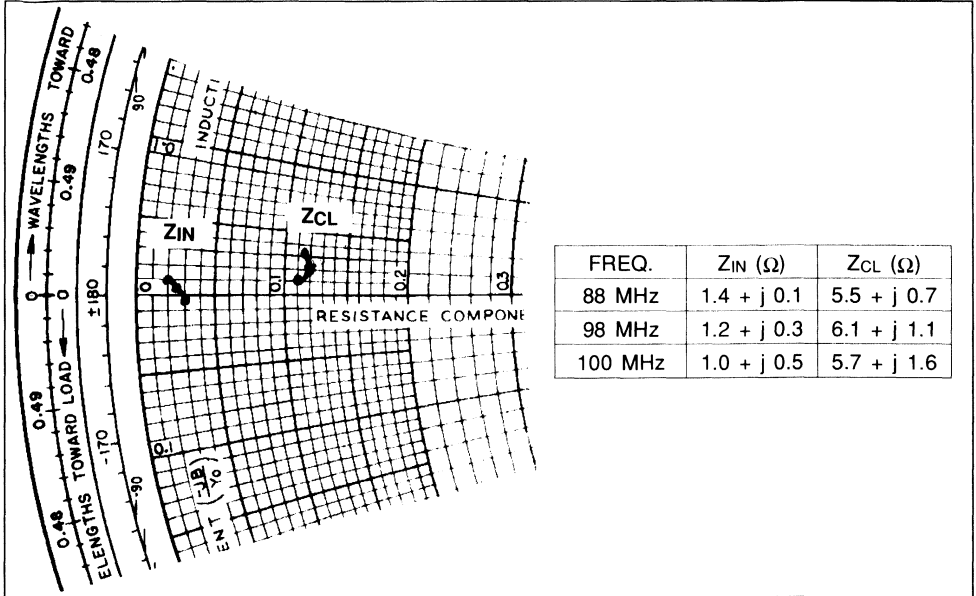 WAVELENGTHS TOWARD
0.48
0.49
0
0.49
0.48
0
ELENGTHS TOWARD LOAD
170
±180
-170
90
-90
INDUCTI
ZIN
ZCL
0
0.1
0.2
0.3
RESISTANCE COMPONE
0.1
ENT (-JB/Yo)
FREQ. ZIN (Ω) ZCL (Ω)
88 MHz 1.4 + j 0.1 5.5 + j 0.7
98 MHz 1.2 + j 0.3 6.1 + j 1.1
100 MHz 1.0 + j 0.5 5.7 + j 1.6